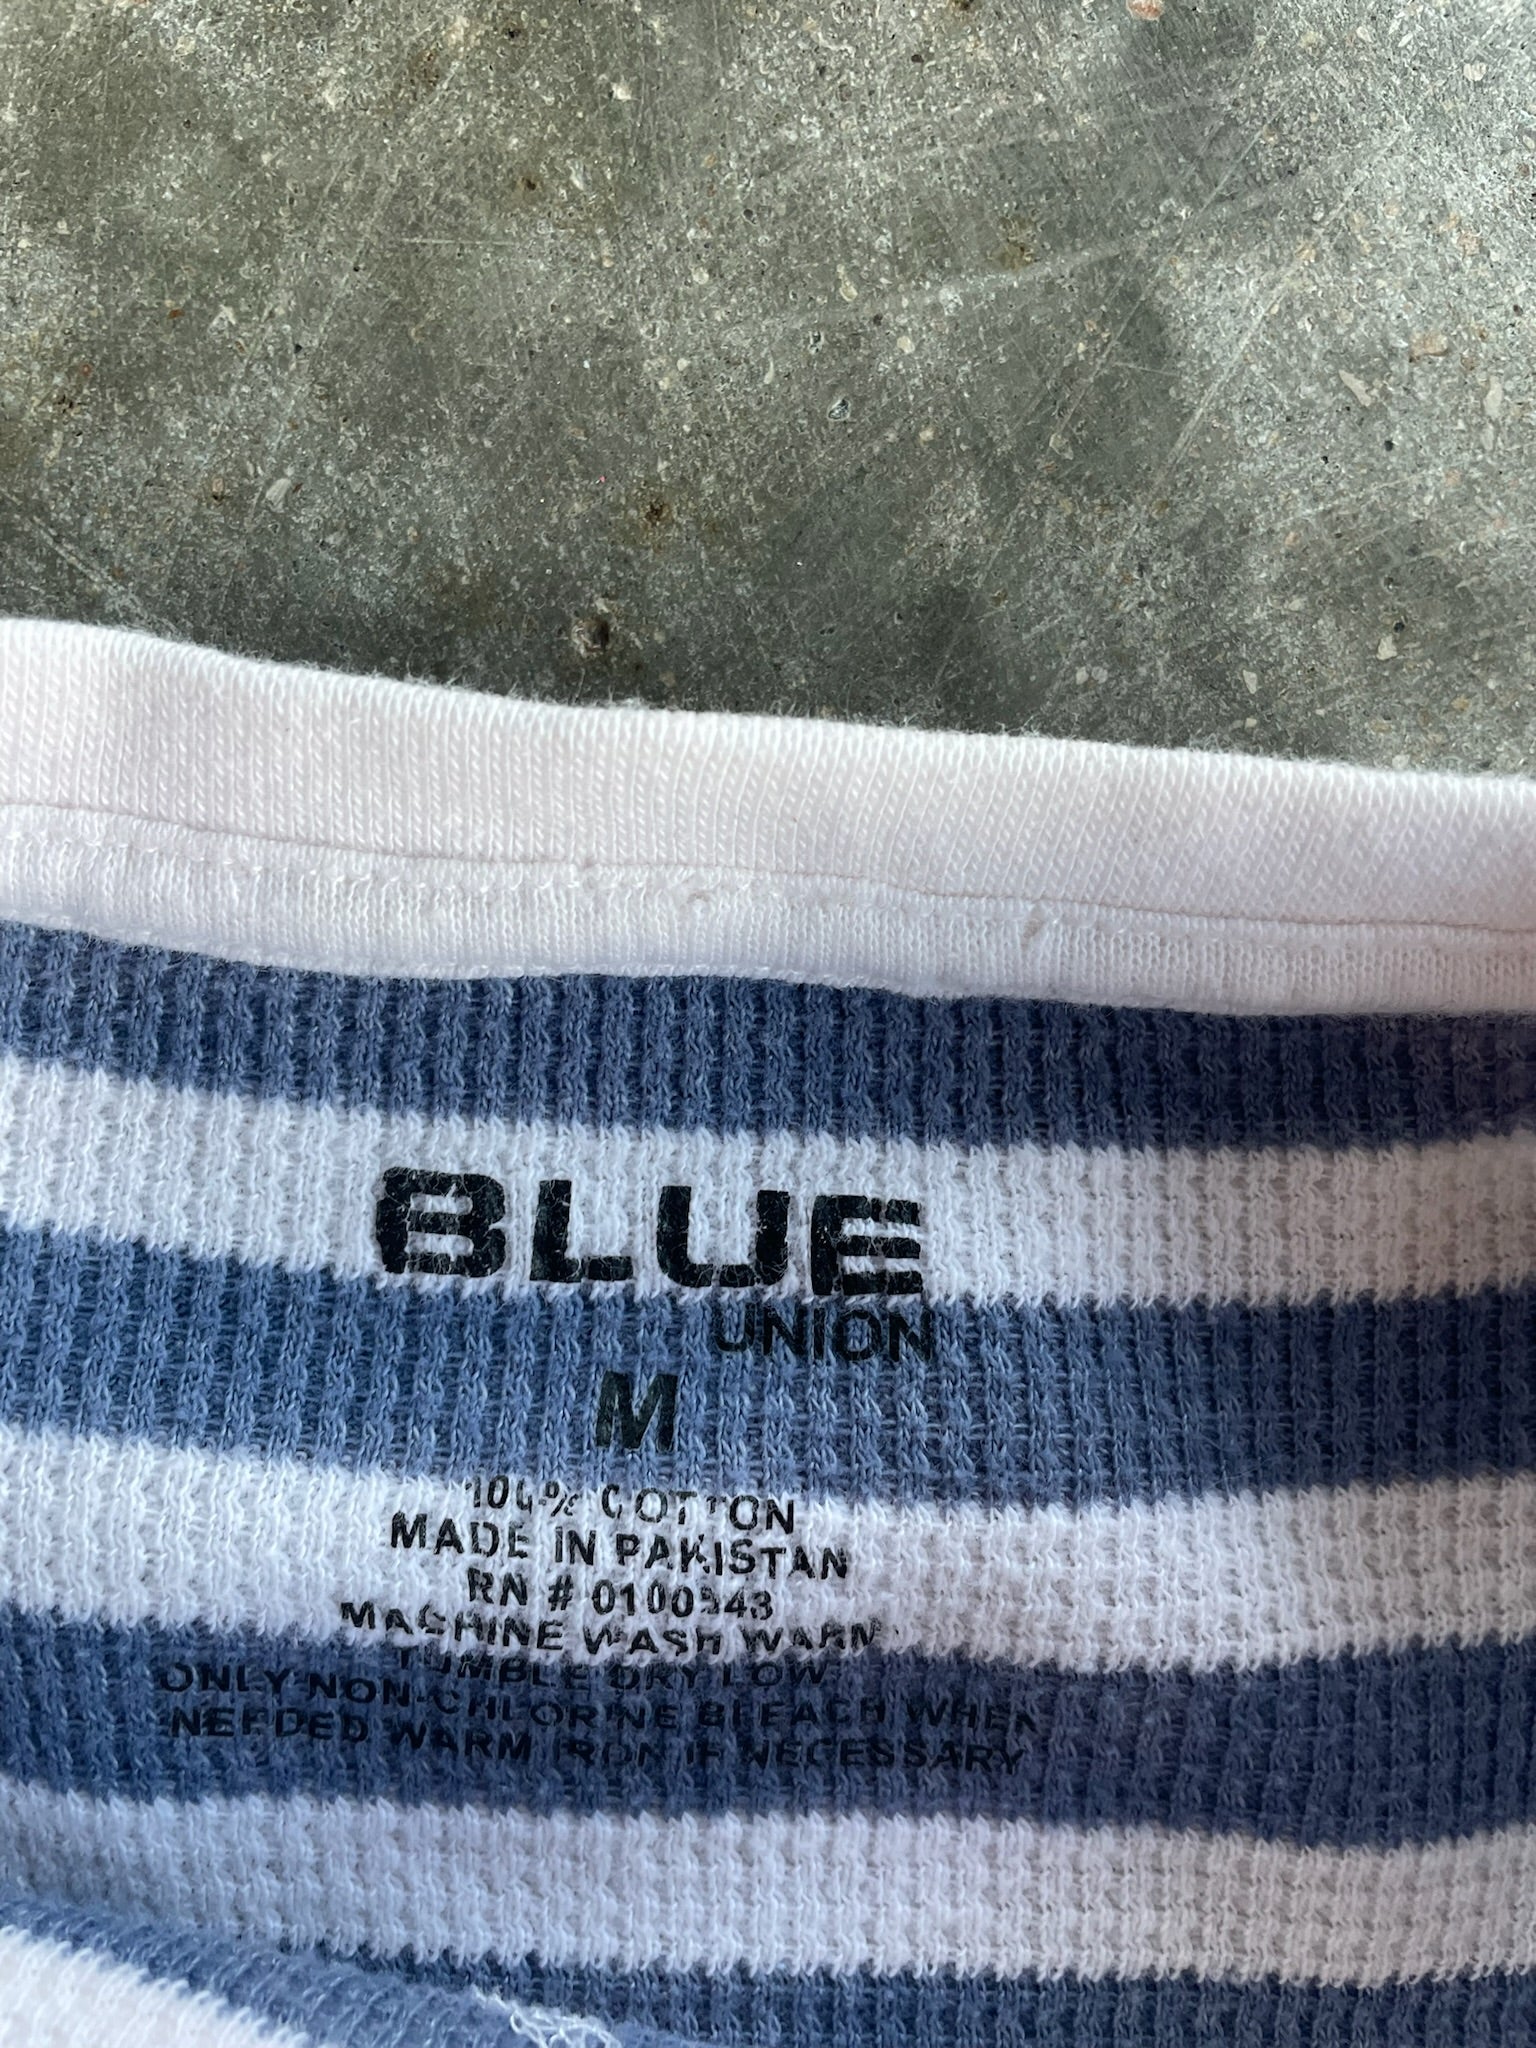 BLUE
UNION
M
100% COTTON
MADE IN PAKISTAN
RN # 0100543
MACHINE WASH WARM
TUMBLE DRY LOW
ONLY NON-CHLORINE BLEACH WHEN
NEEDED WARM IRON IF NECESSARY